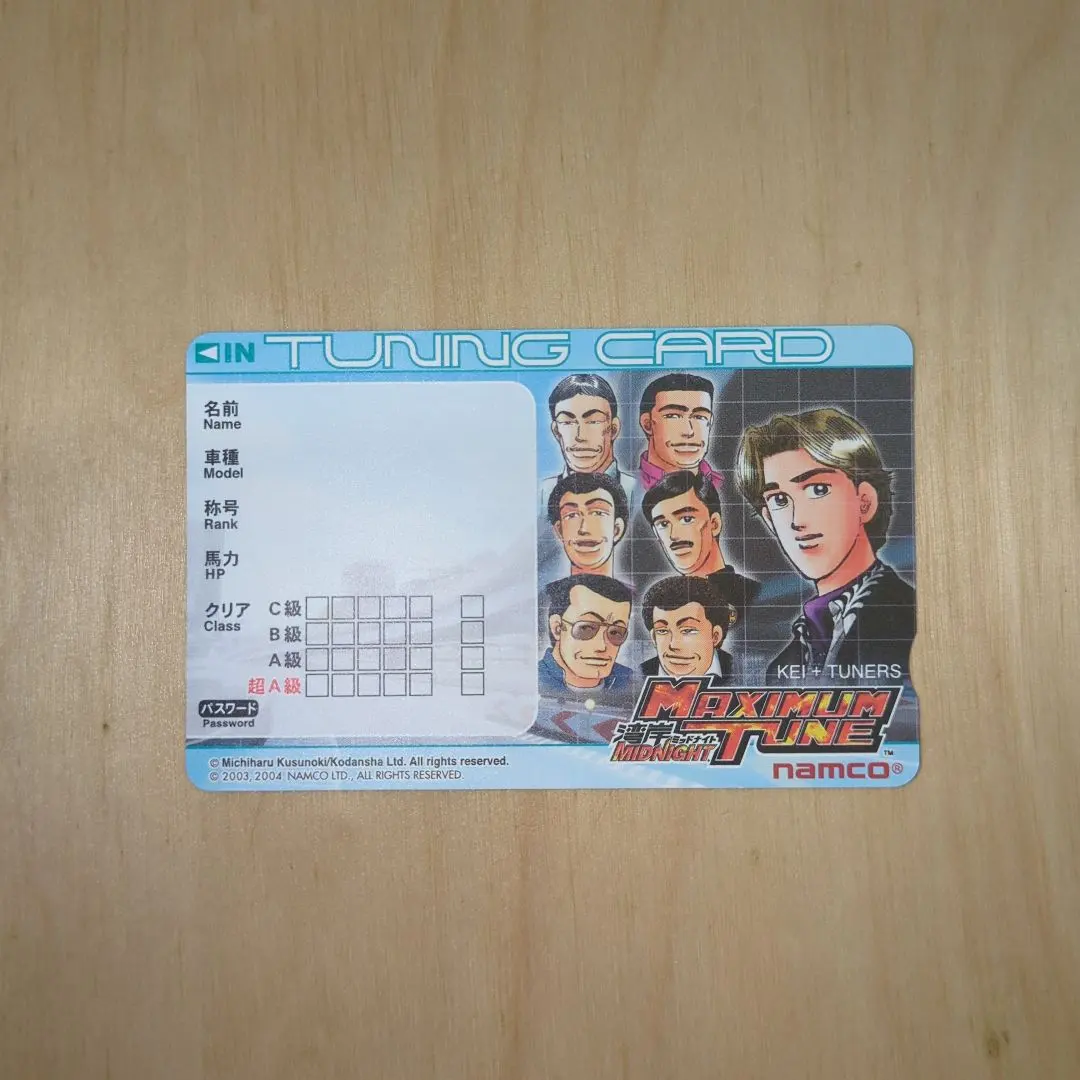 IN TUNING CARD
名前
Name
車種
Model
称号
Rank
馬力
HP
クリア
Class
C級
B級
A級
超A級
パスワード
Password
KEI + TUNERS
MAXIMUM
TUNE
湾岸ミッドナイト
MIDNIGHT
TM
namco®
© Michiharu Kusunoki/Kodansha Ltd. All rights reserved.
© 2003, 2004 NAMCO LTD., ALL RIGHTS RESERVED.